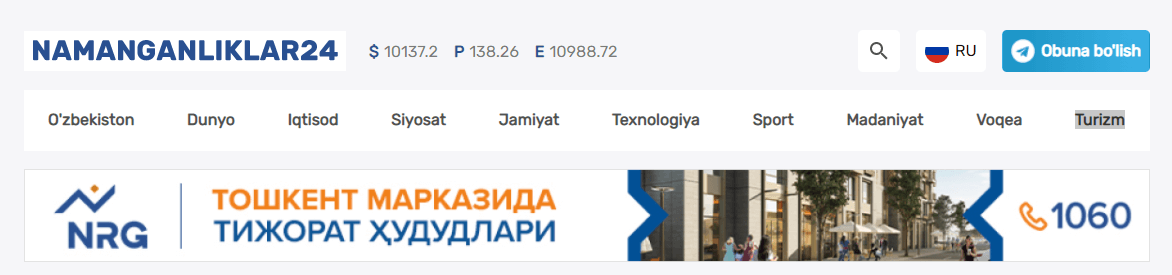 NAMANGANLIKLAR24 $ 10137.2 P 138.26 E 10988.72 RU Obuna bo'lish
O'zbekiston Dunyo Iqtisod Siyosat Jamiyat Texnologiya Sport Madaniyat Voqea Turizm
NRG
ТОШКЕНТ МАРКАЗИДА
ТИЖОРАТ ҲУДУДЛАРИ
1060